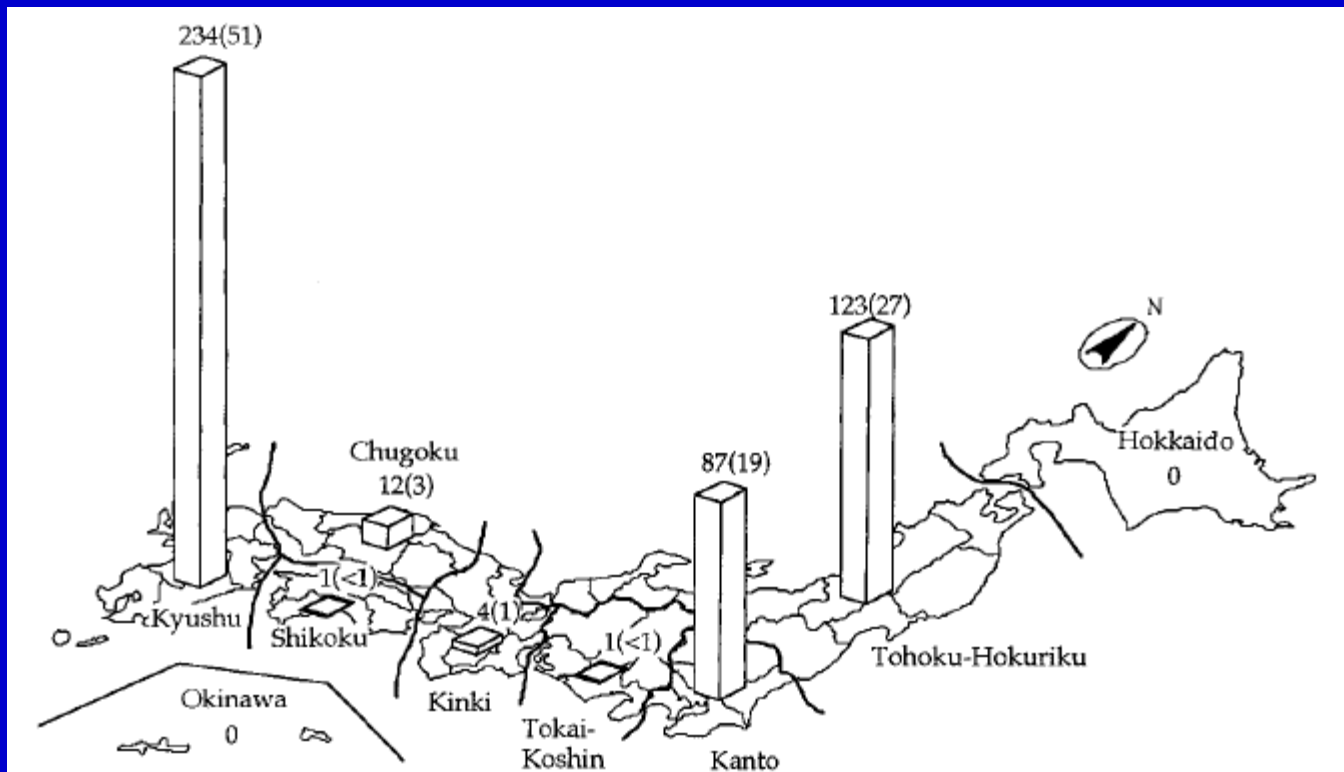 234(51)
N
123(27)
Hokkaido
0
Chugoku
12(3)
87(19)
1(<1)
4(1)
1(<1)
Kyushu
Shikoku
Tohoku-Hokuriku
Okinawa
0
Kinki
Tokai-
Koshin
Kanto